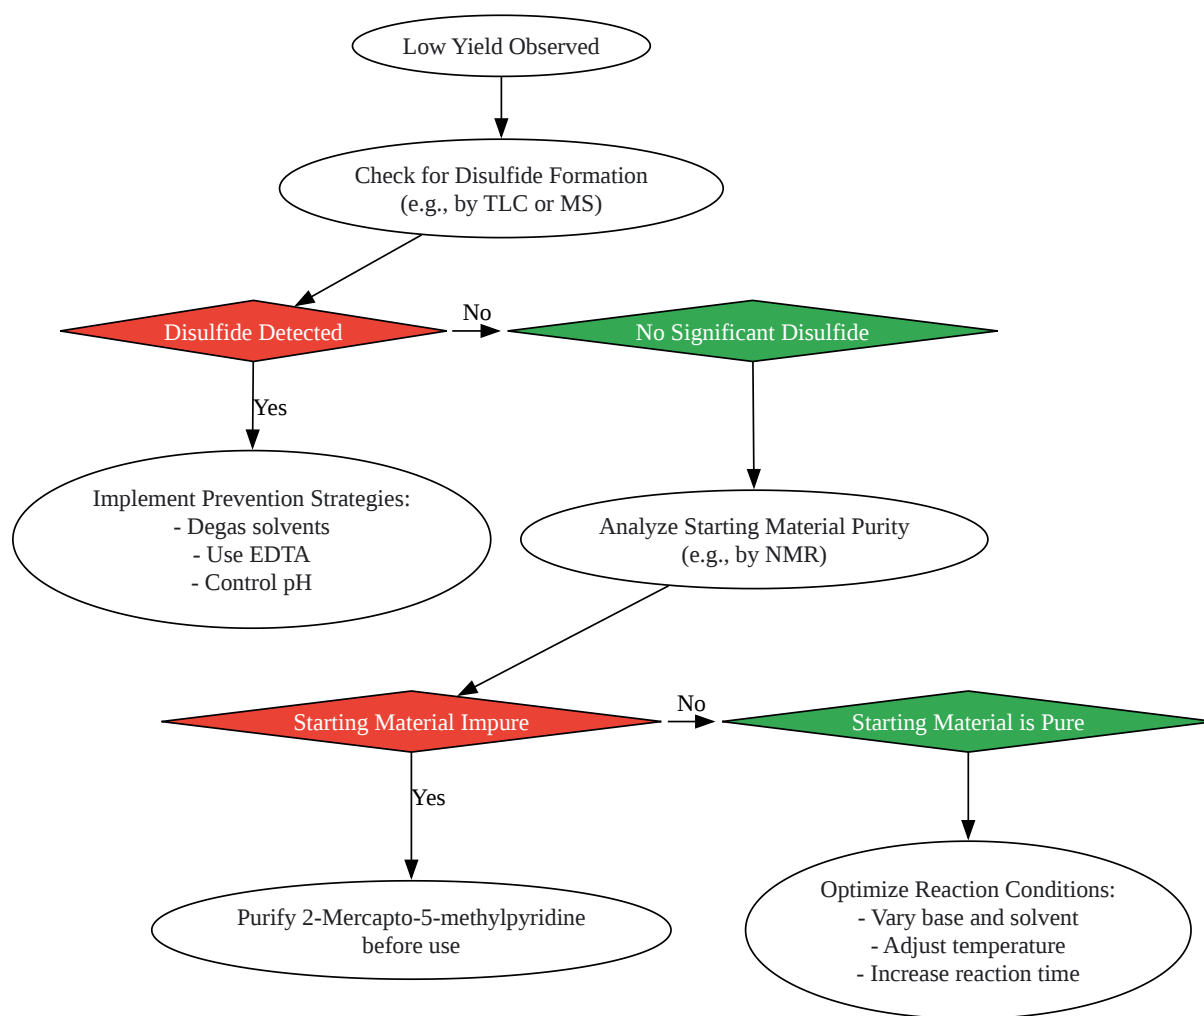 Low Yield Observed
Check for Disulfide Formation
(e.g., by TLC or MS)
Disulfide Detected
No
No Significant Disulfide
Yes
Implement Prevention Strategies:
- Degas solvents
- Use EDTA
- Control pH
Analyze Starting Material Purity
(e.g., by NMR)
Starting Material Impure
No
Starting Material is Pure
Yes
Purify 2-Mercapto-5-methylpyridine
before use
Optimize Reaction Conditions:
- Vary base and solvent
- Adjust temperature
- Increase reaction time